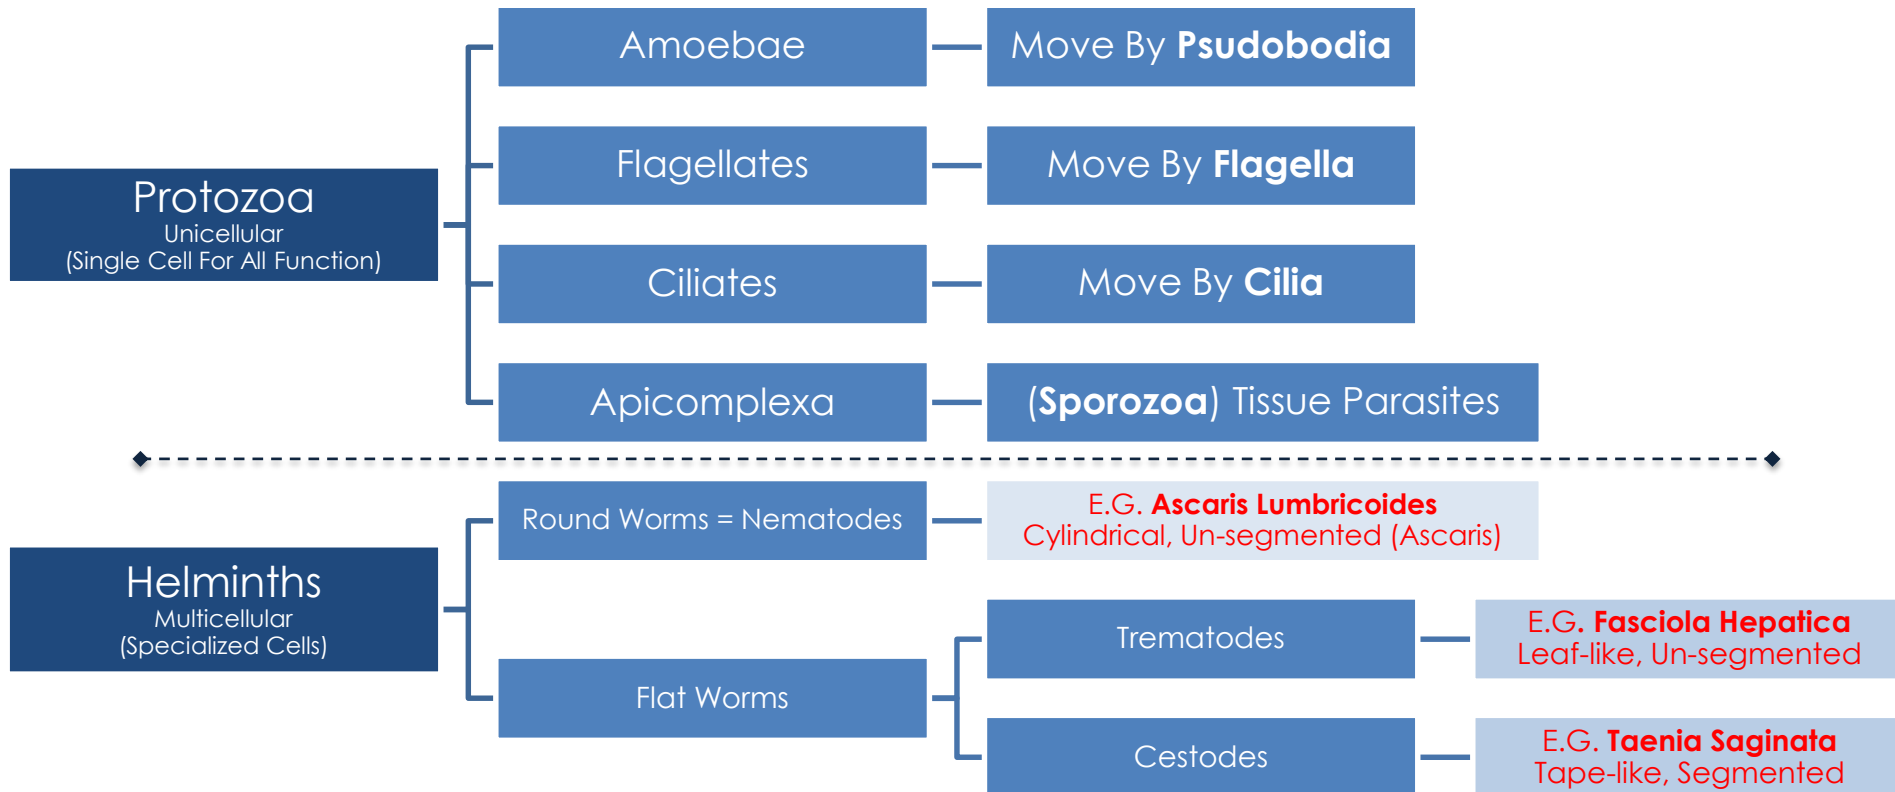 Amoebae
Move By Psudobodia
Flagellates
Move By Flagella
Protozoa
Unicellular
(Single Cell For All Function)
Ciliates
Move By Cilia
Apicomplexa
(Sporozoa) Tissue Parasites
Round Worms = Nematodes
E.G. Ascaris Lumbricoides
Cylindrical, Un-segmented (Ascaris)
Helminths
Multicellular
(Specialized Cells)
Flat Worms
Trematodes
E.G. Fasciola Hepatica
Leaf-like, Un-segmented
Cestodes
E.G. Taenia Saginata
Tape-like, Segmented